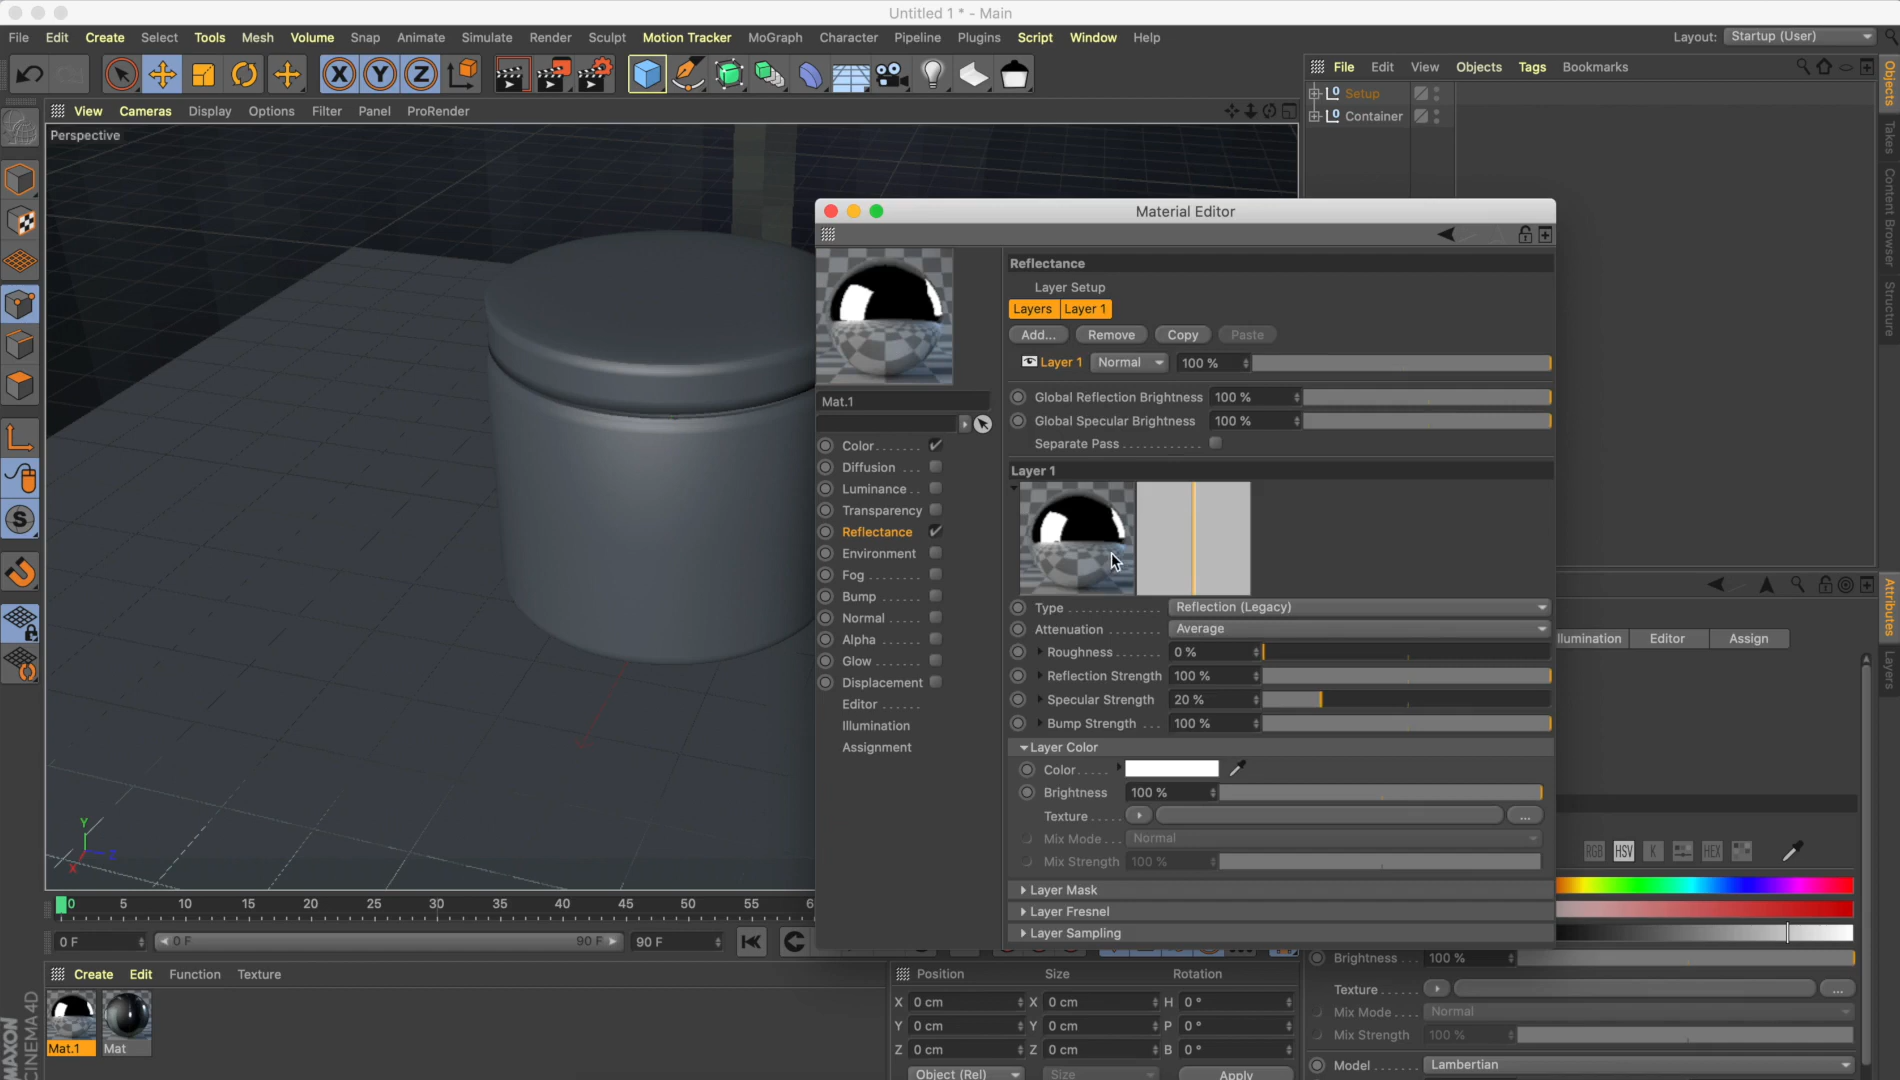 Untitled 1 * - Main
File Edit Create Select Tools Mesh Volume Snap Animate Simulate Render Sculpt Motion Tracker MoGraph Character Pipeline Plugins Script Window Help
Layout: Startup (User)
View Cameras Display Options Filter Panel ProRender
File Edit View Objects Tags Bookmarks
Perspective
Setup
Container
Objects
Takes
Content Browser
Structure
Material Editor
Reflectance
Layer Setup
Layers Layer 1
Add... Remove Copy Paste
Layer 1 Normal 100 %
Mat.1
Global Reflection Brightness 100 %
Global Specular Brightness 100 %
Separate Pass
Color
Diffusion
Luminance
Transparency
Reflectance
Environment
Fog
Bump
Normal
Alpha
Glow
Displacement
Editor
Illumination
Assignment
Layer 1
Type Reflection (Legacy)
Attenuation Average
Roughness 0 %
Reflection Strength 100 %
Specular Strength 20 %
Bump Strength 100 %
Layer Color
Color
Brightness 100 %
Texture ...
Mix Mode Normal
Mix Strength 100 %
Layer Mask
Layer Fresnel
Layer Sampling
Attributes
Layers
llumination Editor Assign
RGB HSV K HEX
Brightness 100 %
Texture ...
Mix Mode Normal
Mix Strength 100 %
Model Lambertian
Y
Z
X
0 5 10 15 20 25 30 35 40 45 50 55 6
0 F 0 F 90 F 90 F
Create Edit Function Texture
Mat.1 Mat
MAXON
CINEMA 4D
Position Size Rotation
X 0 cm X 0 cm H 0 °
Y 0 cm Y 0 cm P 0 °
Z 0 cm Z 0 cm B 0 °
Object (Rel) Size Apply